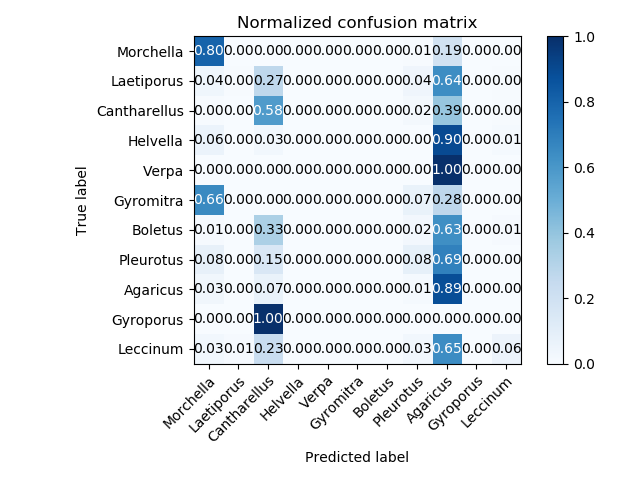 Normalized confusion matrix
True label
Morchella 0.80 0.00 0.00 0.00 0.00 0.00 0.00 0.01 0.19 0.00 0.00
Laetiporus 0.04 0.00 0.27 0.00 0.00 0.00 0.00 0.04 0.64 0.00 0.00
Cantharellus 0.00 0.00 0.58 0.00 0.00 0.00 0.00 0.02 0.39 0.00 0.00
Helvella 0.06 0.00 0.03 0.00 0.00 0.00 0.00 0.00 0.90 0.00 0.01
Verpa 0.00 0.00 0.00 0.00 0.00 0.00 0.00 0.00 1.00 0.00 0.00
Gyromitra 0.66 0.00 0.00 0.00 0.00 0.00 0.00 0.07 0.28 0.00 0.00
Boletus 0.01 0.00 0.33 0.00 0.00 0.00 0.00 0.02 0.63 0.00 0.01
Pleurotus 0.08 0.00 0.15 0.00 0.00 0.00 0.00 0.08 0.69 0.00 0.00
Agaricus 0.03 0.00 0.07 0.00 0.00 0.00 0.00 0.01 0.89 0.00 0.00
Gyroporus 0.00 0.00 1.00 0.00 0.00 0.00 0.00 0.00 0.00 0.00 0.00
Leccinum 0.03 0.01 0.23 0.00 0.00 0.00 0.00 0.03 0.65 0.00 0.06
Morchella Laetiporus Cantharellus Helvella Verpa Gyromitra Boletus Pleurotus Agaricus Gyroporus Leccinum
Predicted label
1.0
0.8
0.6
0.4
0.2
0.0